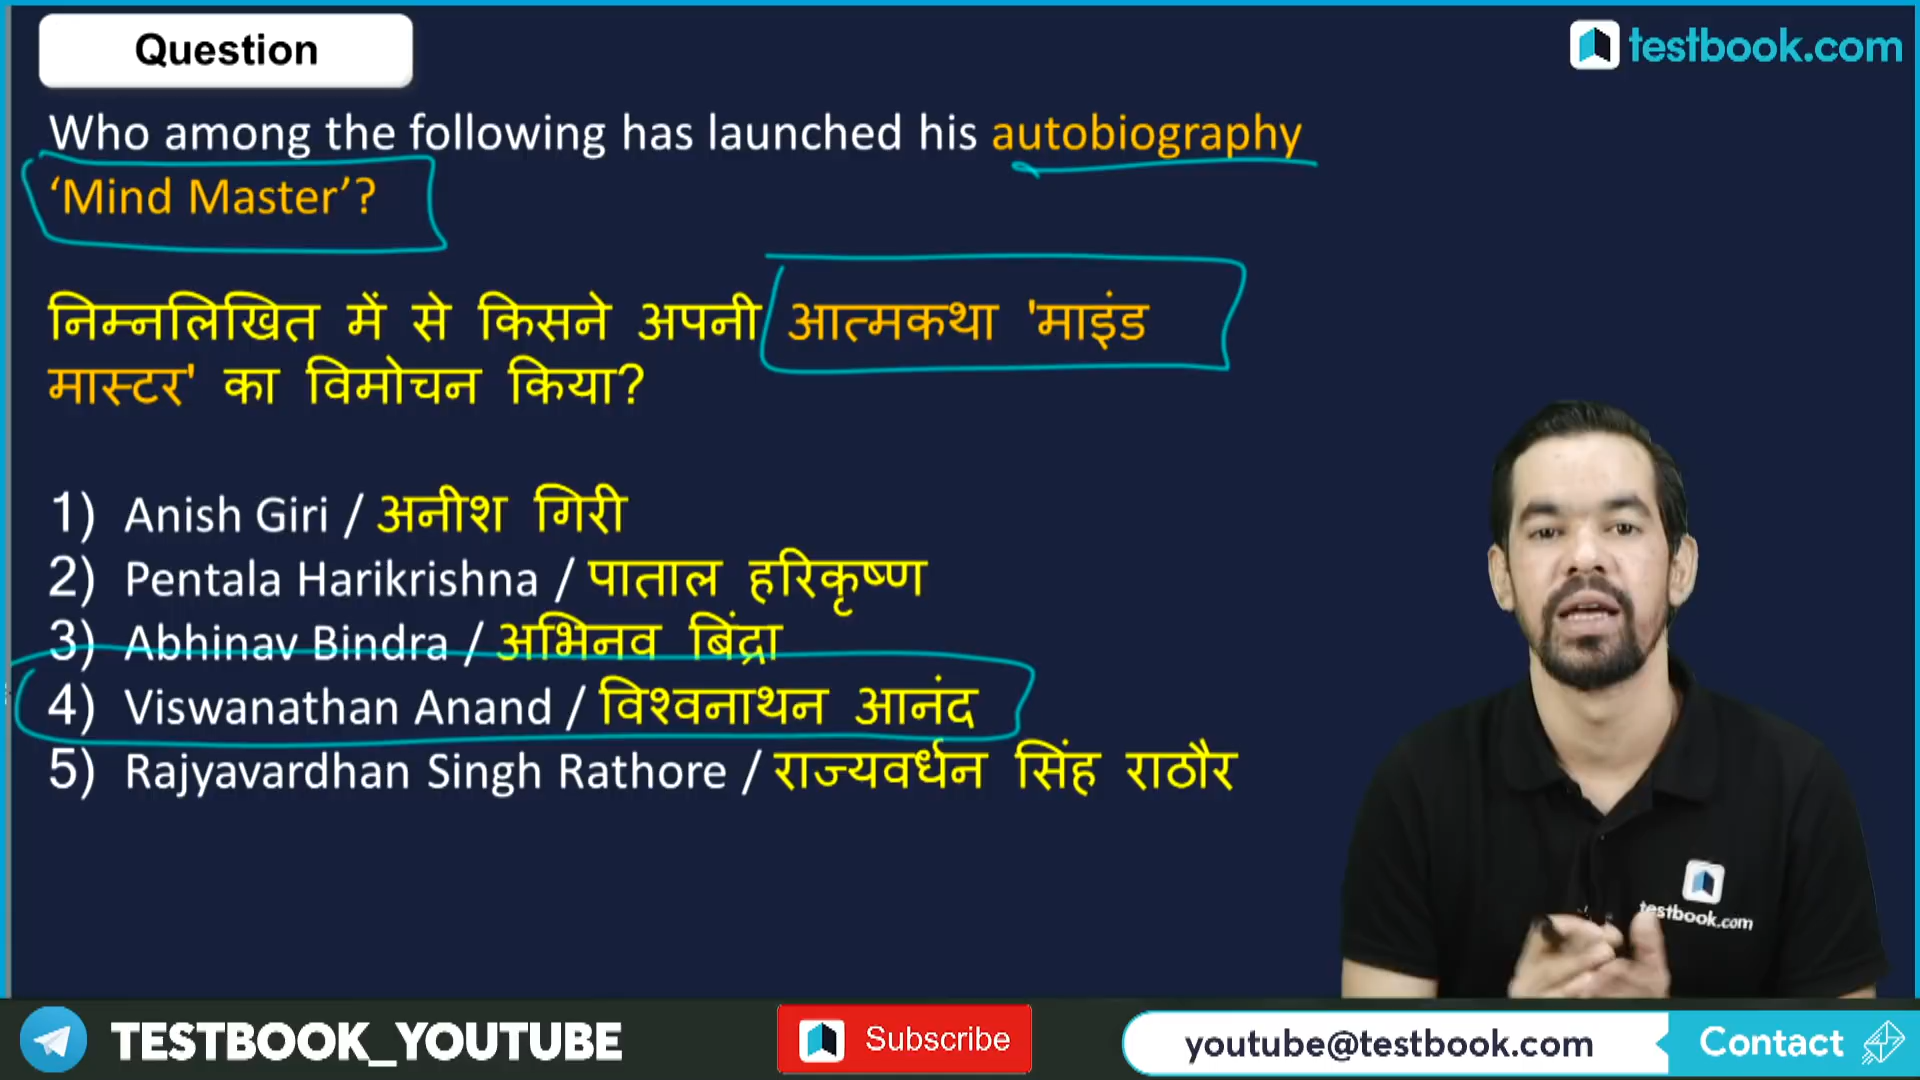 Question
testbook.com
Who among the following has launched his autobiography
‘Mind Master’?
निम्नलिखित में से किसने अपनी आत्मकथा 'माइंड
मास्टर' का विमोचन किया?
1) Anish Giri / अनीश गिरी
2) Pentala Harikrishna / पाताल हरिकृष्ण
3) Abhinav Bindra / अभिनव बिंद्रा
4) Viswanathan Anand / विश्वनाथन आनंद
5) Rajyavardhan Singh Rathore / राज्यवर्धन सिंह राठौर
testbook.com
TESTBOOK_YOUTUBE
Subscribe
youtube@testbook.com
Contact